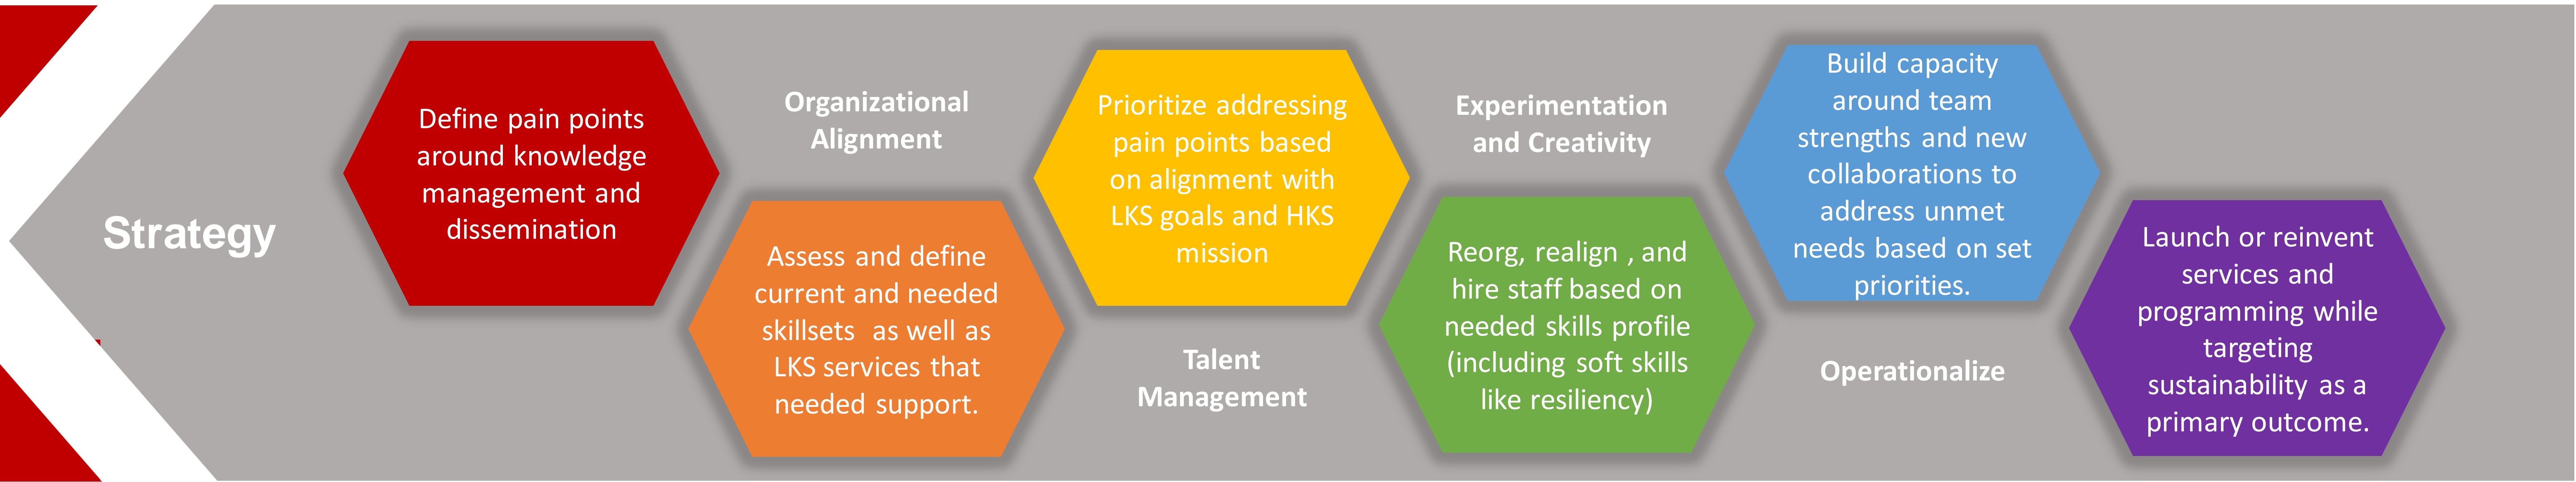 Strategy
Define pain points
around knowledge
management and
dissemination
Organizational
Alignment
Assess and define
current and needed
skillsets as well as
LKS services that
needed support.
Prioritize addressing
pain points based
on alignment with
LKS goals and HKS
mission
Talent
Management
Experimentation
and Creativity
Reorg, realign , and
hire staff based on
needed skills profile
(including soft skills
like resiliency)
Build capacity
around team
strengths and new
collaborations to
address unmet
needs based on set
priorities.
Operationalize
Launch or reinvent
services and
programming while
targeting
sustainability as a
primary outcome.